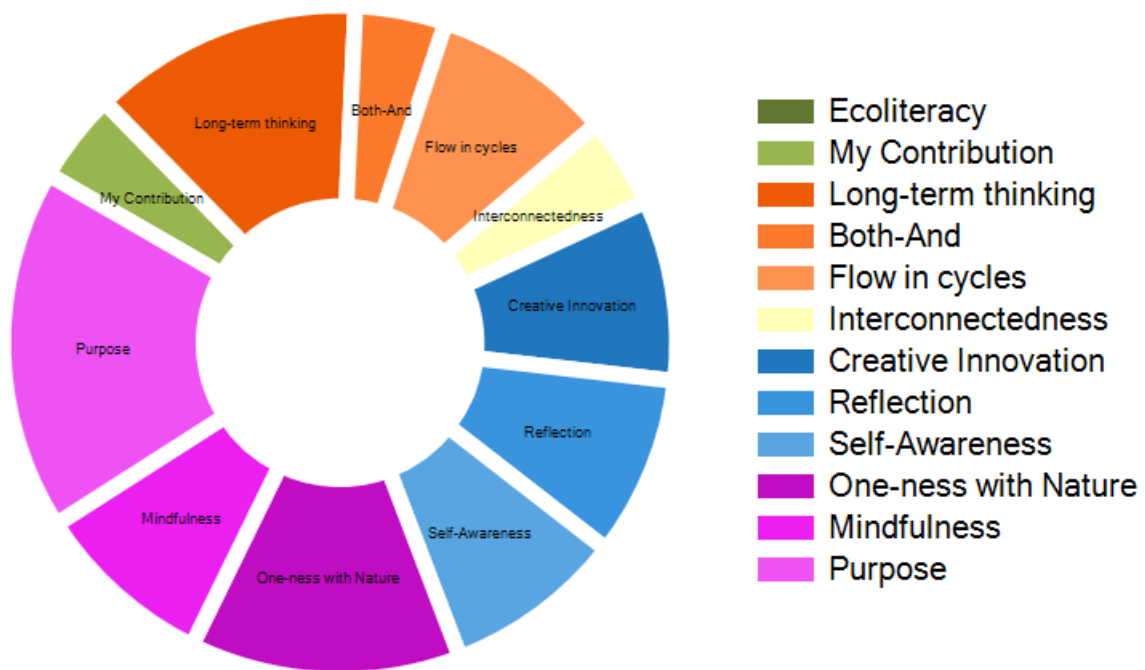 Long-term thinking
Both-And
Flow in cycles
My Contribution
Interconnectedness
Creative Innovation
Purpose
Reflection
Mindfulness
Self-Awareness
One-ness with Nature
Ecoliteracy
My Contribution
Long-term thinking
Both-And
Flow in cycles
Interconnectedness
Creative Innovation
Reflection
Self-Awareness
One-ness with Nature
Mindfulness
Purpose